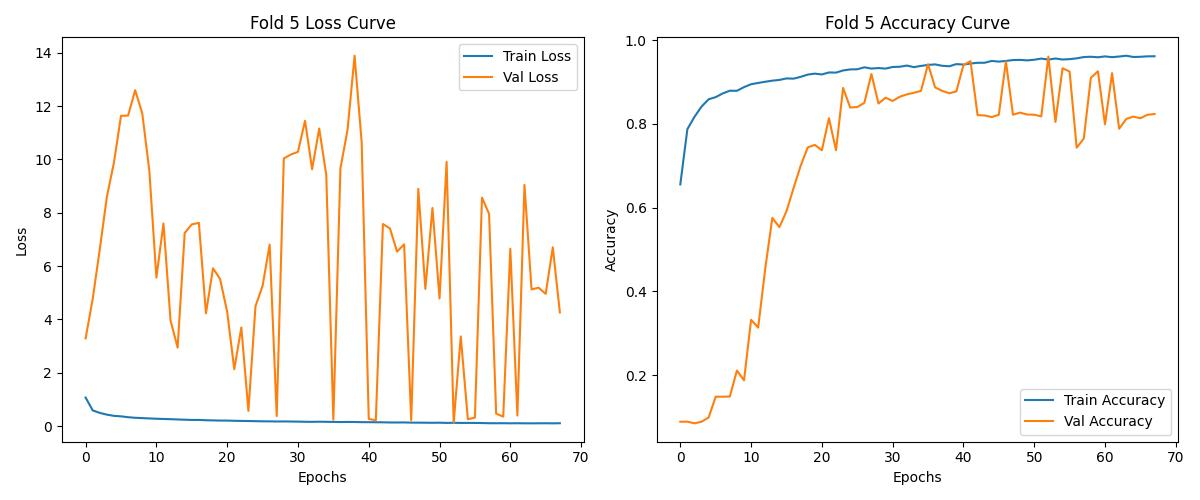 Fold 5 Loss Curve
14
12
10
8
6
4
2
0
Loss
0 10 20 30 40 50 60 70
Epochs
Train Loss
Val Loss
Fold 5 Accuracy Curve
1.0
0.8
0.6
0.4
0.2
Accuracy
0 10 20 30 40 50 60 70
Epochs
Train Accuracy
Val Accuracy